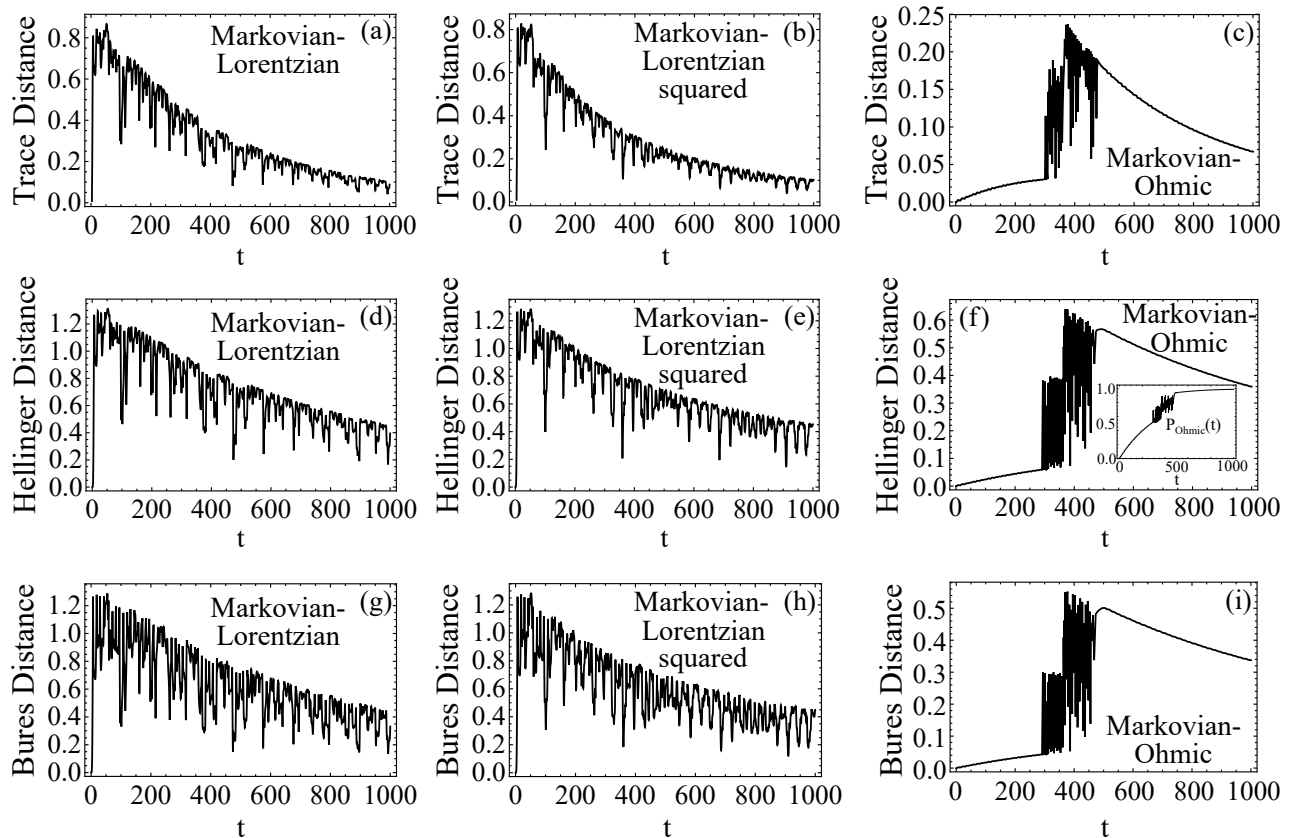 Trace Distance
0.8
0.6
0.4
0.2
0.0
(a)
Markovian-
Lorentzian
0 200 400 600 800 1000
t
Trace Distance
0.8
0.6
0.4
0.2
0.0
(b)
Markovian-
Lorentzian
squared
0 200 400 600 800 1000
t
Trace Distance
0.25
0.20
0.15
0.10
0.05
0.00
(c)
Markovian-
Ohmic
0 200 400 600 800 1000
t
Hellinger Distance
1.2
1.0
0.8
0.6
0.4
0.2
0.0
(d)
Markovian-
Lorentzian
0 200 400 600 800 1000
t
Hellinger Distance
1.2
1.0
0.8
0.6
0.4
0.2
0.0
(e)
Markovian-
Lorentzian
squared
0 200 400 600 800 1000
t
Hellinger Distance
0.6
0.5
0.4
0.3
0.2
0.1
0.0
(f)
Markovian-
Ohmic
1.0
0.5
0.0
P_Ohmic(t)
0 500 1000
t
0 200 400 600 800 1000
t
Bures Distance
1.2
1.0
0.8
0.6
0.4
0.2
0.0
(g)
Markovian-
Lorentzian
0 200 400 600 800 1000
t
Bures Distance
1.2
1.0
0.8
0.6
0.4
0.2
0.0
(h)
Markovian-
Lorentzian
squared
0 200 400 600 800 1000
t
Bures Distance
0.5
0.4
0.3
0.2
0.1
0.0
(i)
Markovian-
Ohmic
0 200 400 600 800 1000
t